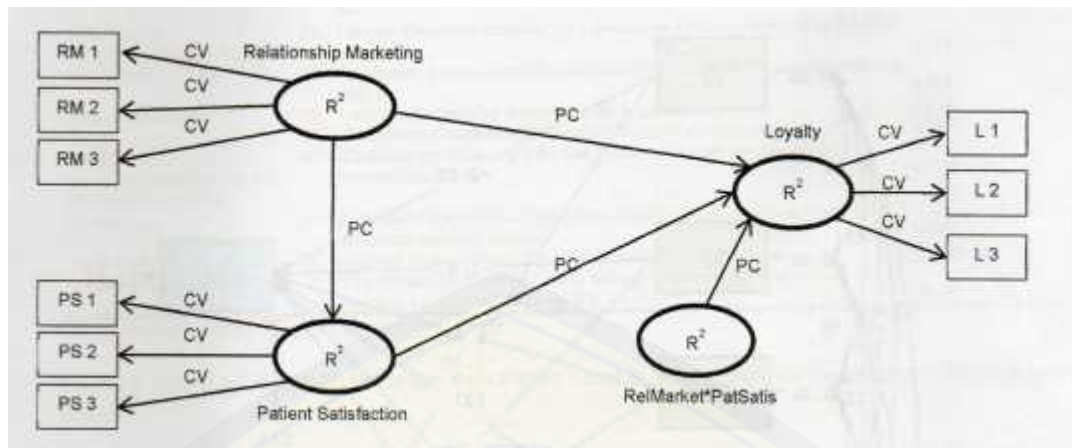 RM 1
CV
Relationship Marketing
CV
RM 2
R²
CV
RM 3
PC
Loyalty
CV
L 1
R²
CV
L 2
CV
L 3
PC
PC
PC
PS 1
CV
CV
PS 2
R²
CV
PS 3
Patient Satisfaction
R²
RelMarket*PatSatis